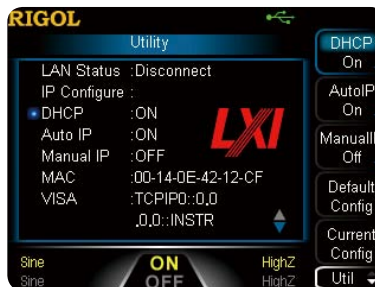 RIGOL
Utility
LAN Status :Disconnect
IP Configure :
DHCP :ON
Auto IP :ON
Manual IP :OFF
MAC :00-14-0E-42-12-CF
VISA :TCPIP0::0.0
.0.0::INSTR
LXI
DHCP
On
AutoIP
On
ManualI
Off
Default
Config
Current
Config
Util
Sine ON HighZ
Sine OFF HighZ